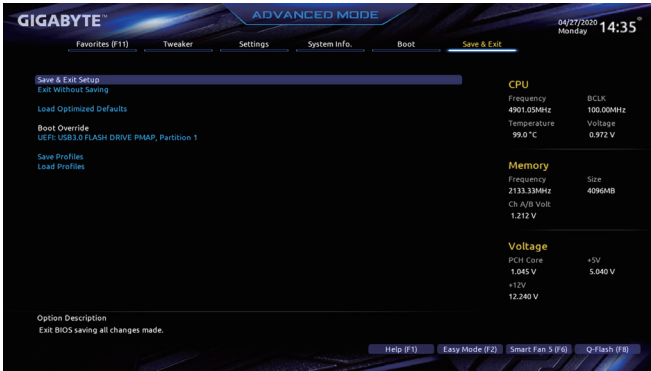 GIGABYTE™
ADVANCED MODE
04/27/2020
Monday
14:35
Favorites (F11) Tweaker Settings System Info. Boot Save & Exit
Save & Exit Setup
Exit Without Saving
Load Optimized Defaults
Boot Override
UEFI: USB3.0 FLASH DRIVE PMAP, Partition 1
Save Profiles
Load Profiles
CPU
Frequency BCLK
4901.05MHz 100.00MHz
Temperature Voltage
99.0 °C 0.972 V
Memory
Frequency Size
2133.33MHz 4096MB
Ch A/B Volt
1.212 V
Voltage
PCH Core +5V
1.045 V 5.040 V
+12V
12.240 V
Option Description
Exit BIOS saving all changes made.
Help (F1) Easy Mode (F2) Smart Fan 5 (F6) Q-Flash (F8)